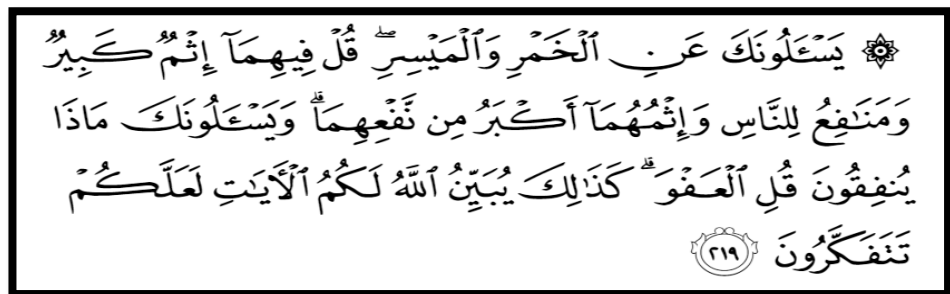 ۞ يَسْـَٔلُونَكَ عَنِ ٱلْخَمْرِ وَٱلْمَيْسِرِ ۖ قُلْ فِيهِمَآ إِثْمٌ كَبِيرٌ
وَمَنَـٰفِعُ لِلنَّاسِ وَإِثْمُهُمَآ أَكْبَرُ مِن نَّفْعِهِمَا ۗ وَيَسْـَٔلُونَكَ مَاذَا
يُنفِقُونَ قُلِ ٱلْعَفْوَ ۗ كَذَٰلِكَ يُبَيِّنُ ٱللَّهُ لَكُمُ ٱلْـَٔايَـٰتِ لَعَلَّكُمْ
تَتَفَكَّرُونَ ٢١٩